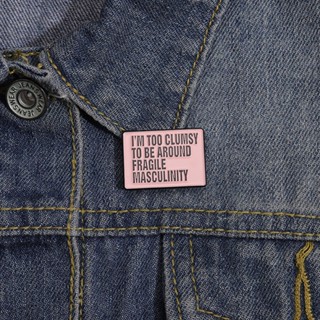 I'M TOO CLUMSY
TO BE AROUND
FRAGILE
MASCULINITY